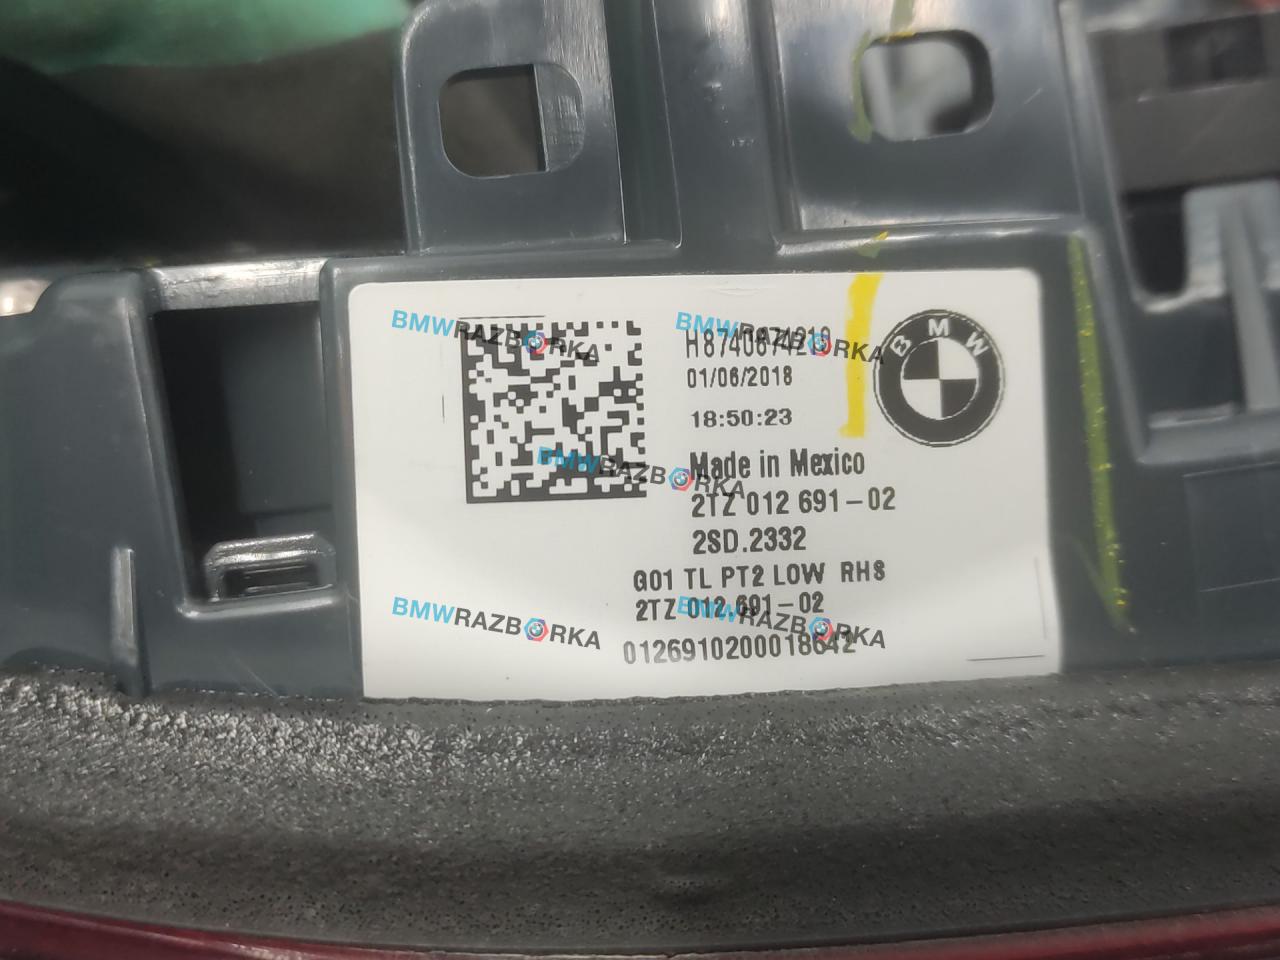 BMWRAZBORKA
BMWRAZBORKA
BMW
01/06/2018
18:50:23
Made in Mexico
BMWRAZBORKA
2TZ 012 691-02
2SD.2332
G01 TL PT2 LOW RHS
2TZ 012.691-02
BMWRAZBORKA
BMWRAZBORKA
0126910200018642